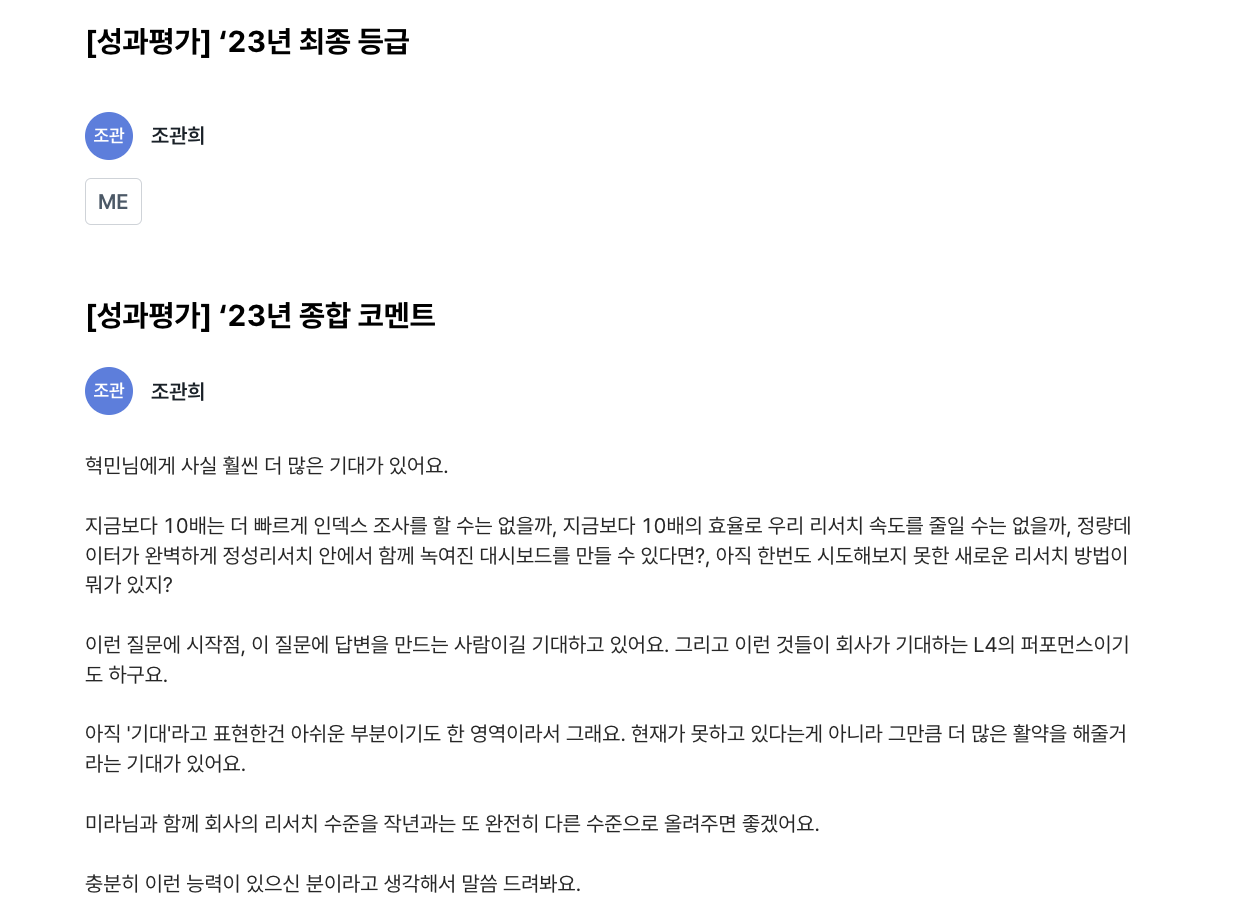 [성과평가] ‘23년 최종 등급
조관 조관희
ME
[성과평가] ‘23년 종합 코멘트
조관 조관희
혁민님에게 사실 훨씬 더 많은 기대가 있어요.
지금보다 10배는 더 빠르게 인덱스 조사를 할 수는 없을까, 지금보다 10배의 효율로 우리 리서치 속도를 줄일 수는 없을까, 정량데
이터가 완벽하게 정성리서치 안에서 함께 녹여진 대시보드를 만들 수 있다면?, 아직 한번도 시도해보지 못한 새로운 리서치 방법이
뭐가 있지?
이런 질문에 시작점, 이 질문에 답변을 만드는 사람이길 기대하고 있어요. 그리고 이런 것들이 회사가 기대하는 L4의 퍼포먼스이기
도 하구요.
아직 '기대'라고 표현한건 아쉬운 부분이기도 한 영역이라서 그래요. 현재가 못하고 있다는게 아니라 그만큼 더 많은 활약을 해줄거
라는 기대가 있어요.
미라님과 함께 회사의 리서치 수준을 작년과는 또 완전히 다른 수준으로 올려주면 좋겠어요.
충분히 이런 능력이 있으신 분이라고 생각해서 말씀 드려봐요.